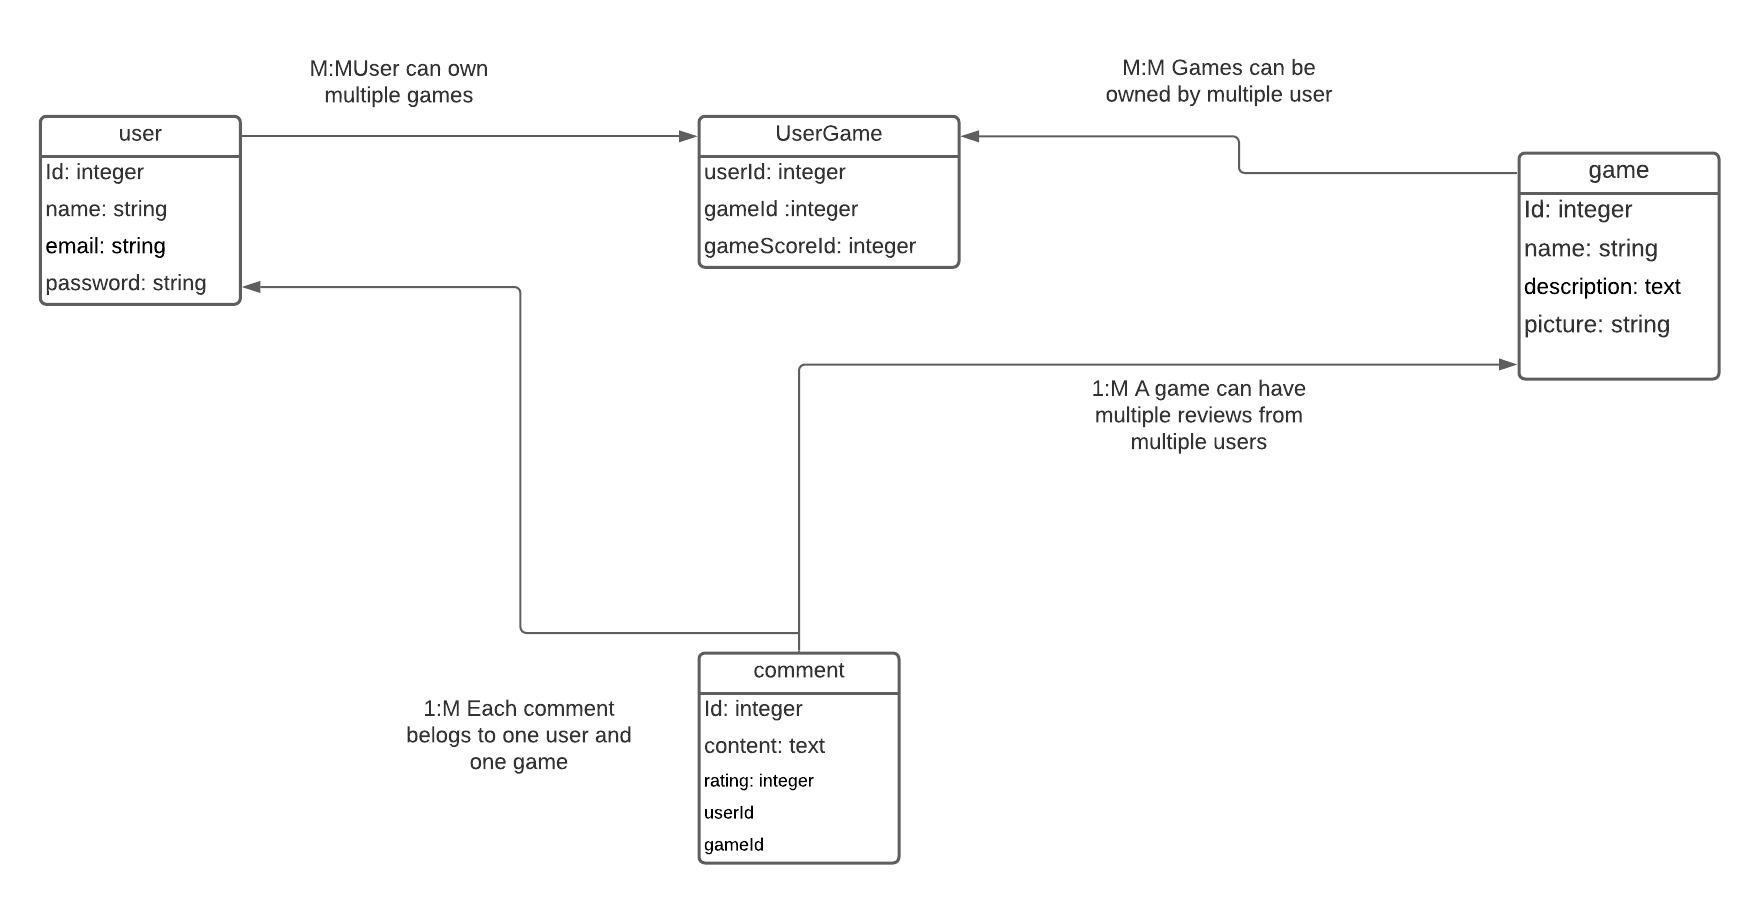 M:MUser can own
multiple games
M:M Games can be
owned by multiple user
user
Id: integer
name: string
email: string
password: string
UserGame
userId: integer
gameId :integer
gameScoreId: integer
game
Id: integer
name: string
description: text
picture: string
1:M A game can have
multiple reviews from
multiple users
1:M Each comment
belogs to one user and
one game
comment
Id: integer
content: text
rating: integer
userId
gameId